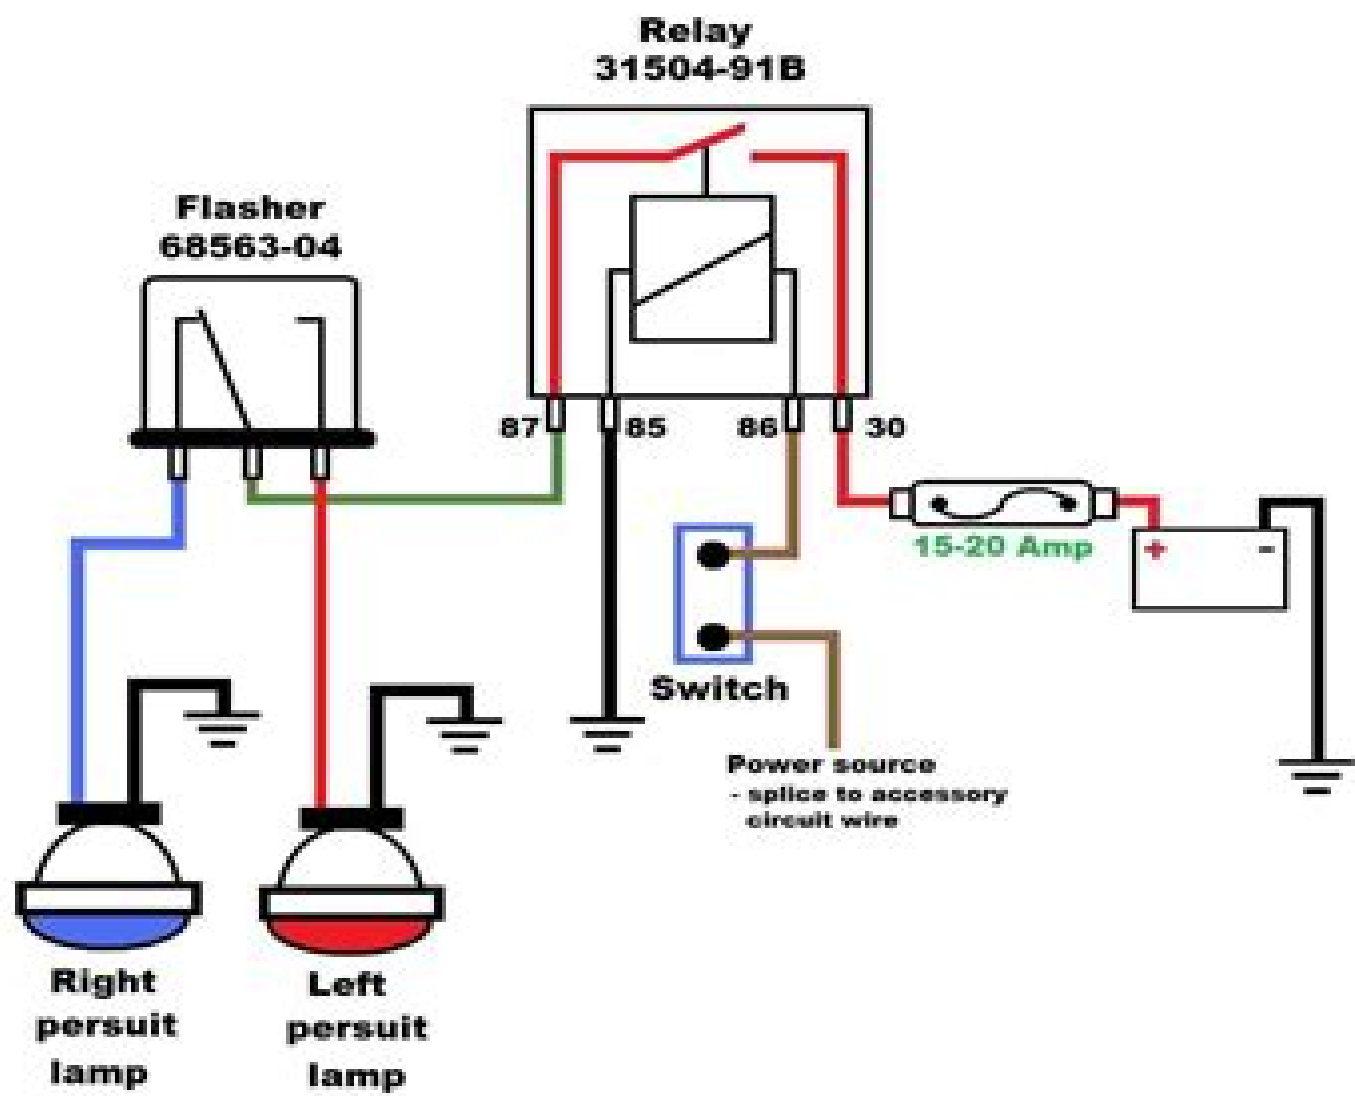 Relay
31504-91B
Flasher
68563-04
87
85
86
30
15-20 Amp
+
-
Switch
Power source
- splice to accessory
circuit wire
Right
persuit
lamp
Left
persuit
lamp